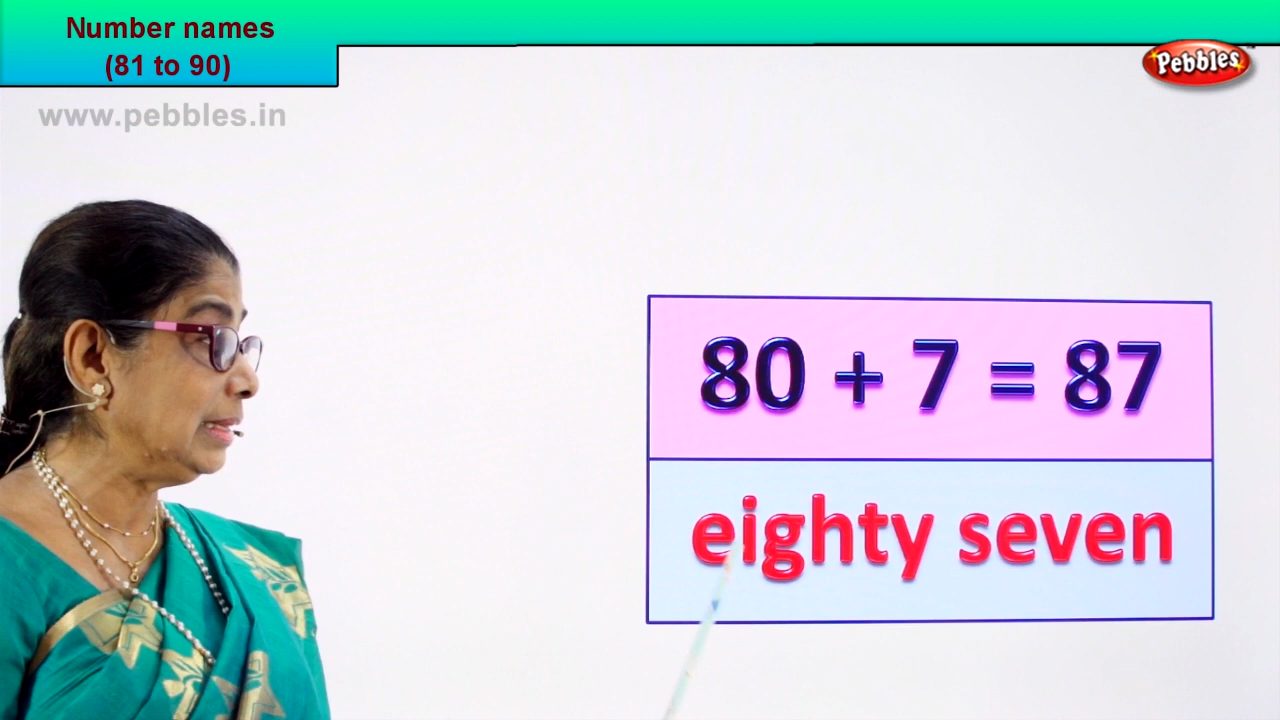 Number names
(81 to 90)
Pebbles
www.pebbles.in
80 + 7 = 87
eighty seven